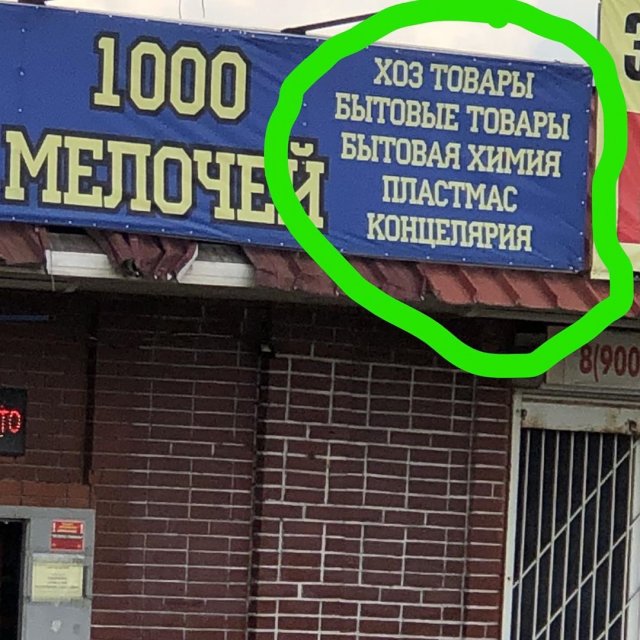 1000
МЕЛОЧЕЙ
ХОЗ ТОВАРЫ
БЫТОВЫЕ ТОВАРЫ
БЫТОВАЯ ХИМИЯ
ПЛАСТМАС
КОНЦЕЛЯРИЯ
8(900